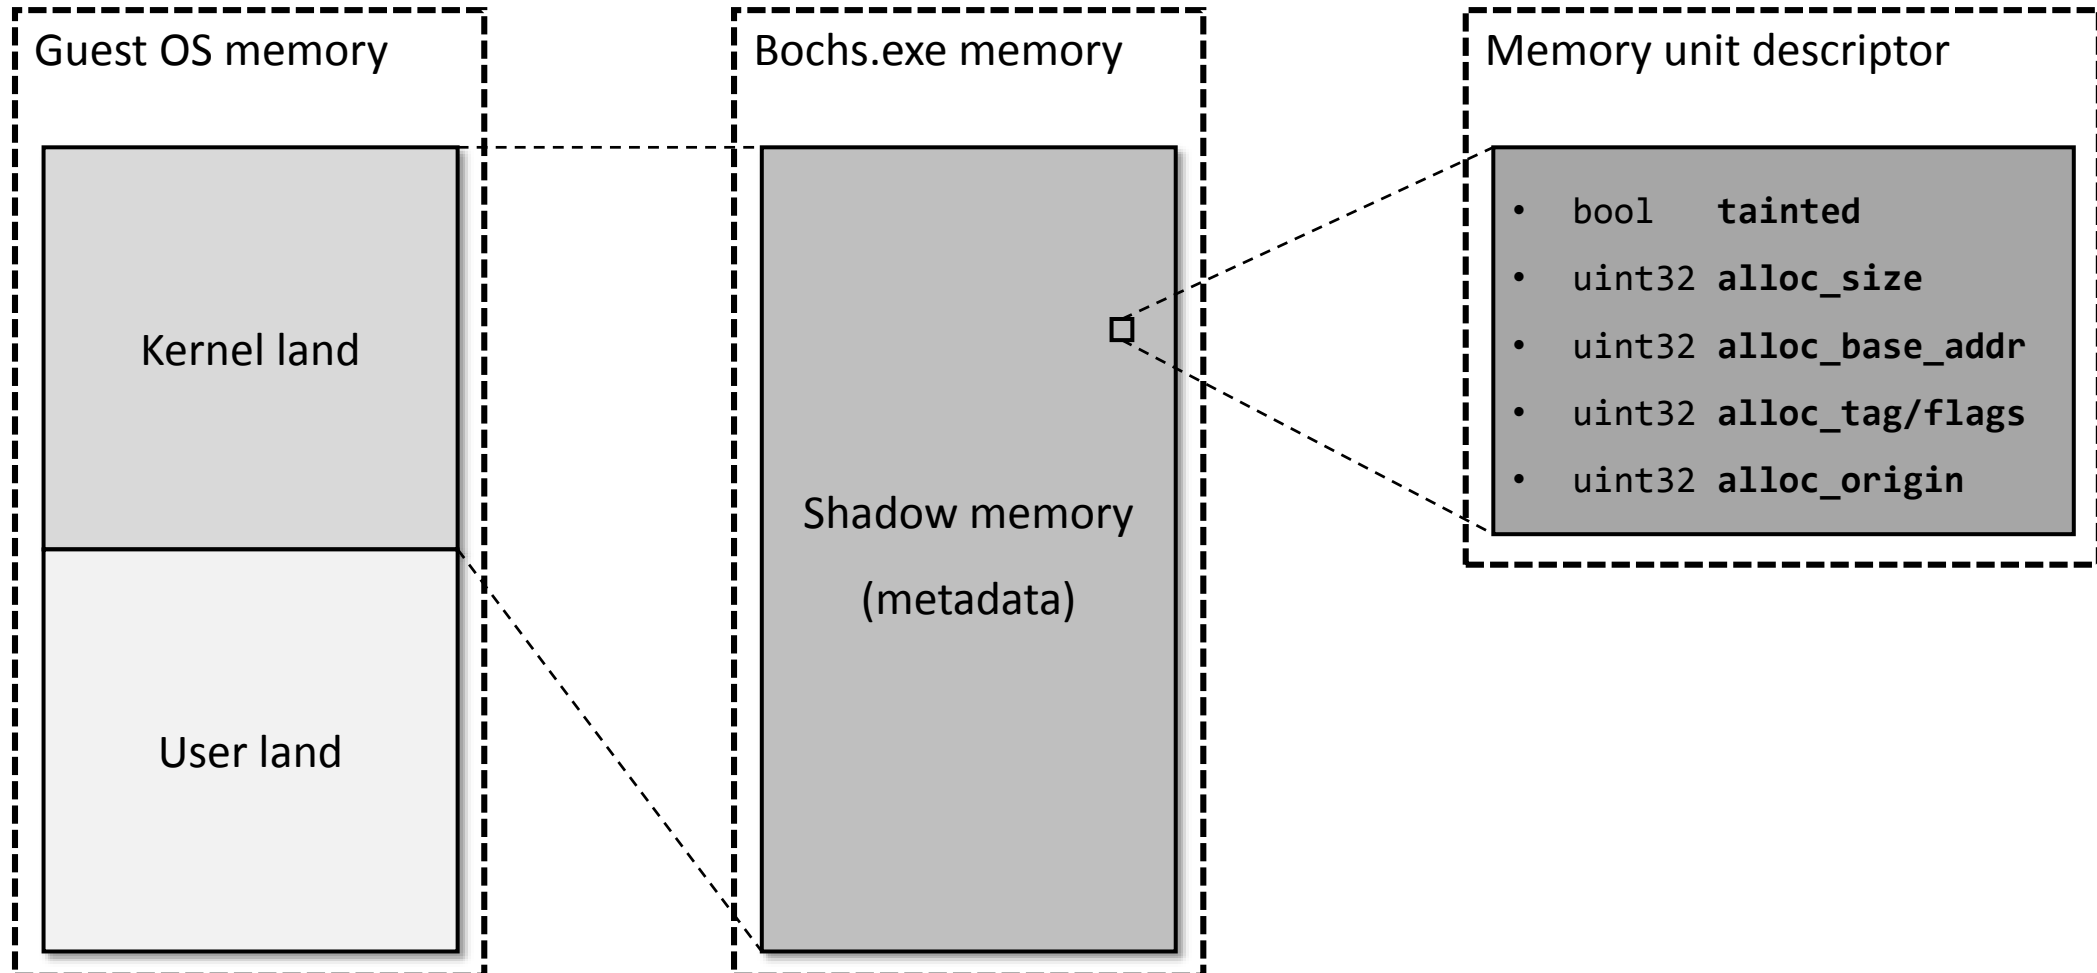 Guest OS memory
Kernel land
User land
Bochs.exe memory
Shadow memory
(metadata)
Memory unit descriptor
• bool tainted
• uint32 alloc_size
• uint32 alloc_base_addr
• uint32 alloc_tag/flags
• uint32 alloc_origin